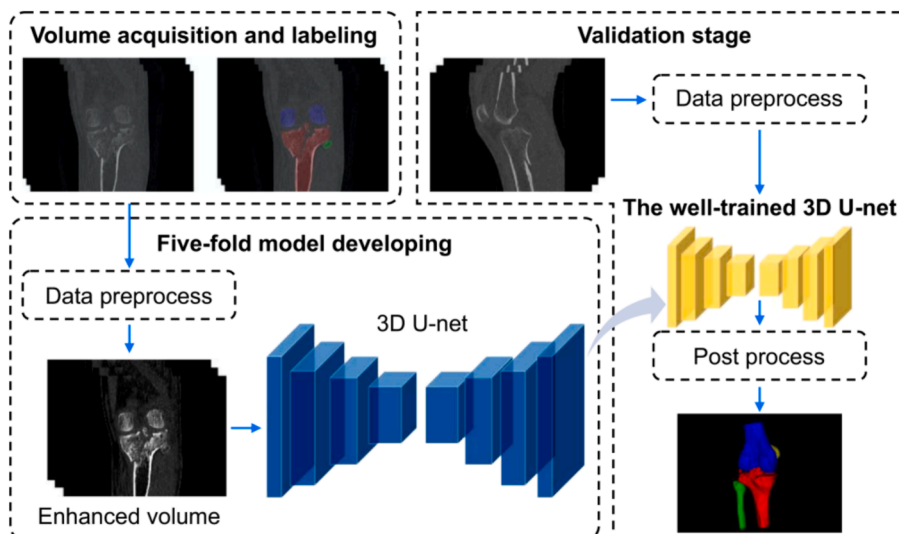 Volume acquisition and labeling
Validation stage
Data preprocess
The well-trained 3D U-net
Five-fold model developing
Data preprocess
3D U-net
Post process
Enhanced volume